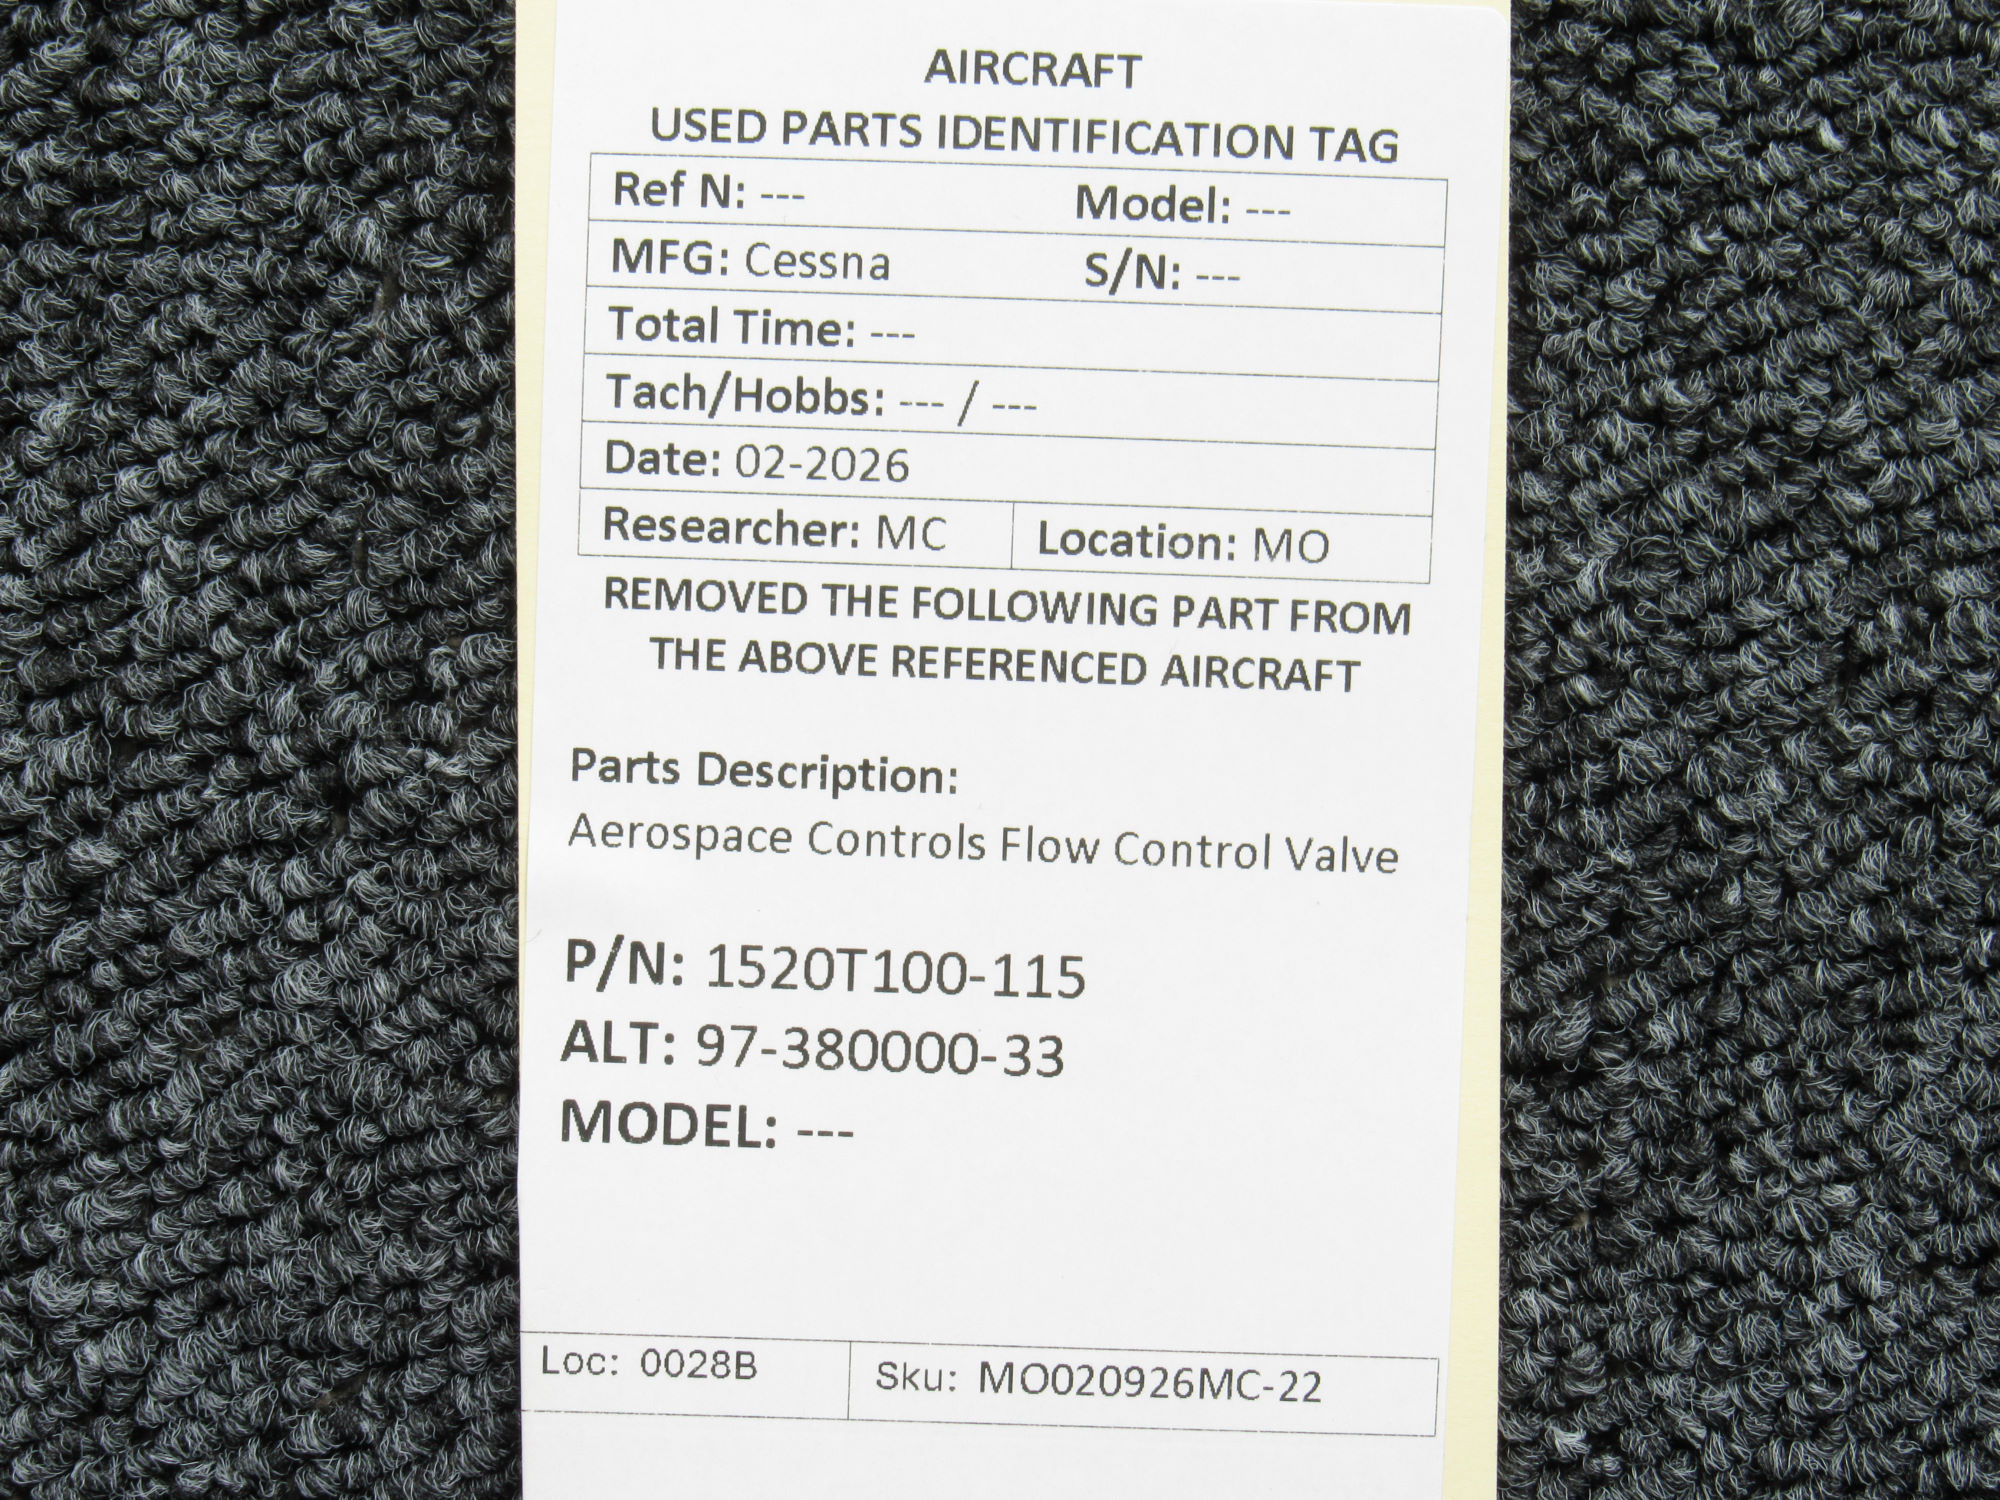 AIRCRAFT
USED PARTS IDENTIFICATION TAG
Ref N: --- Model: ---
MFG: Cessna S/N: ---
Total Time: ---
Tach/Hobbs: --- / ---
Date: 02-2026
Researcher: MC Location: MO
REMOVED THE FOLLOWING PART FROM
THE ABOVE REFERENCED AIRCRAFT
Parts Description:
Aerospace Controls Flow Control Valve
P/N: 1520T100-115
ALT: 97-380000-33
MODEL: ---
Loc: 0028B Sku: MO020926MC-22